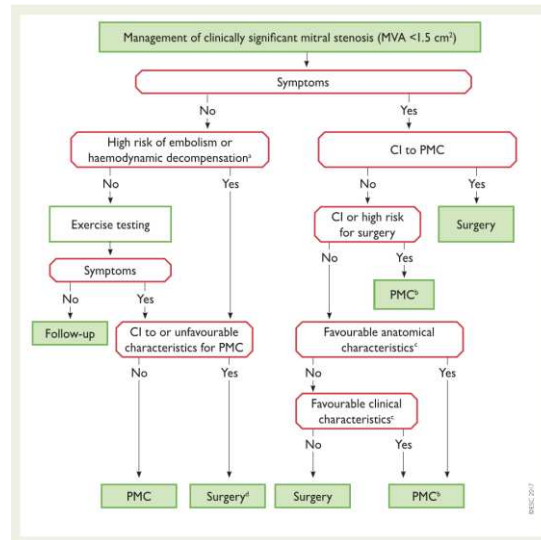 Management of clinically significant mitral stenosis (MVA <1.5 cm²)
Symptoms
No
Yes
High risk of embolism or
haemodynamic decompensationᵃ
CI to PMC
No
Yes
No
Yes
Exercise testing
CI or high risk
for surgery
Surgery
Symptoms
No
Yes
No
Yes
PMCᵇ
Follow-up
CI to or unfavourable
characteristics for PMC
Favourable anatomical
characteristicsᶜ
No
Yes
No
Yes
Favourable clinical
characteristicsᶜ
No
Yes
PMC
Surgeryᵈ
Surgery
PMCᵇ
©ESC 2017